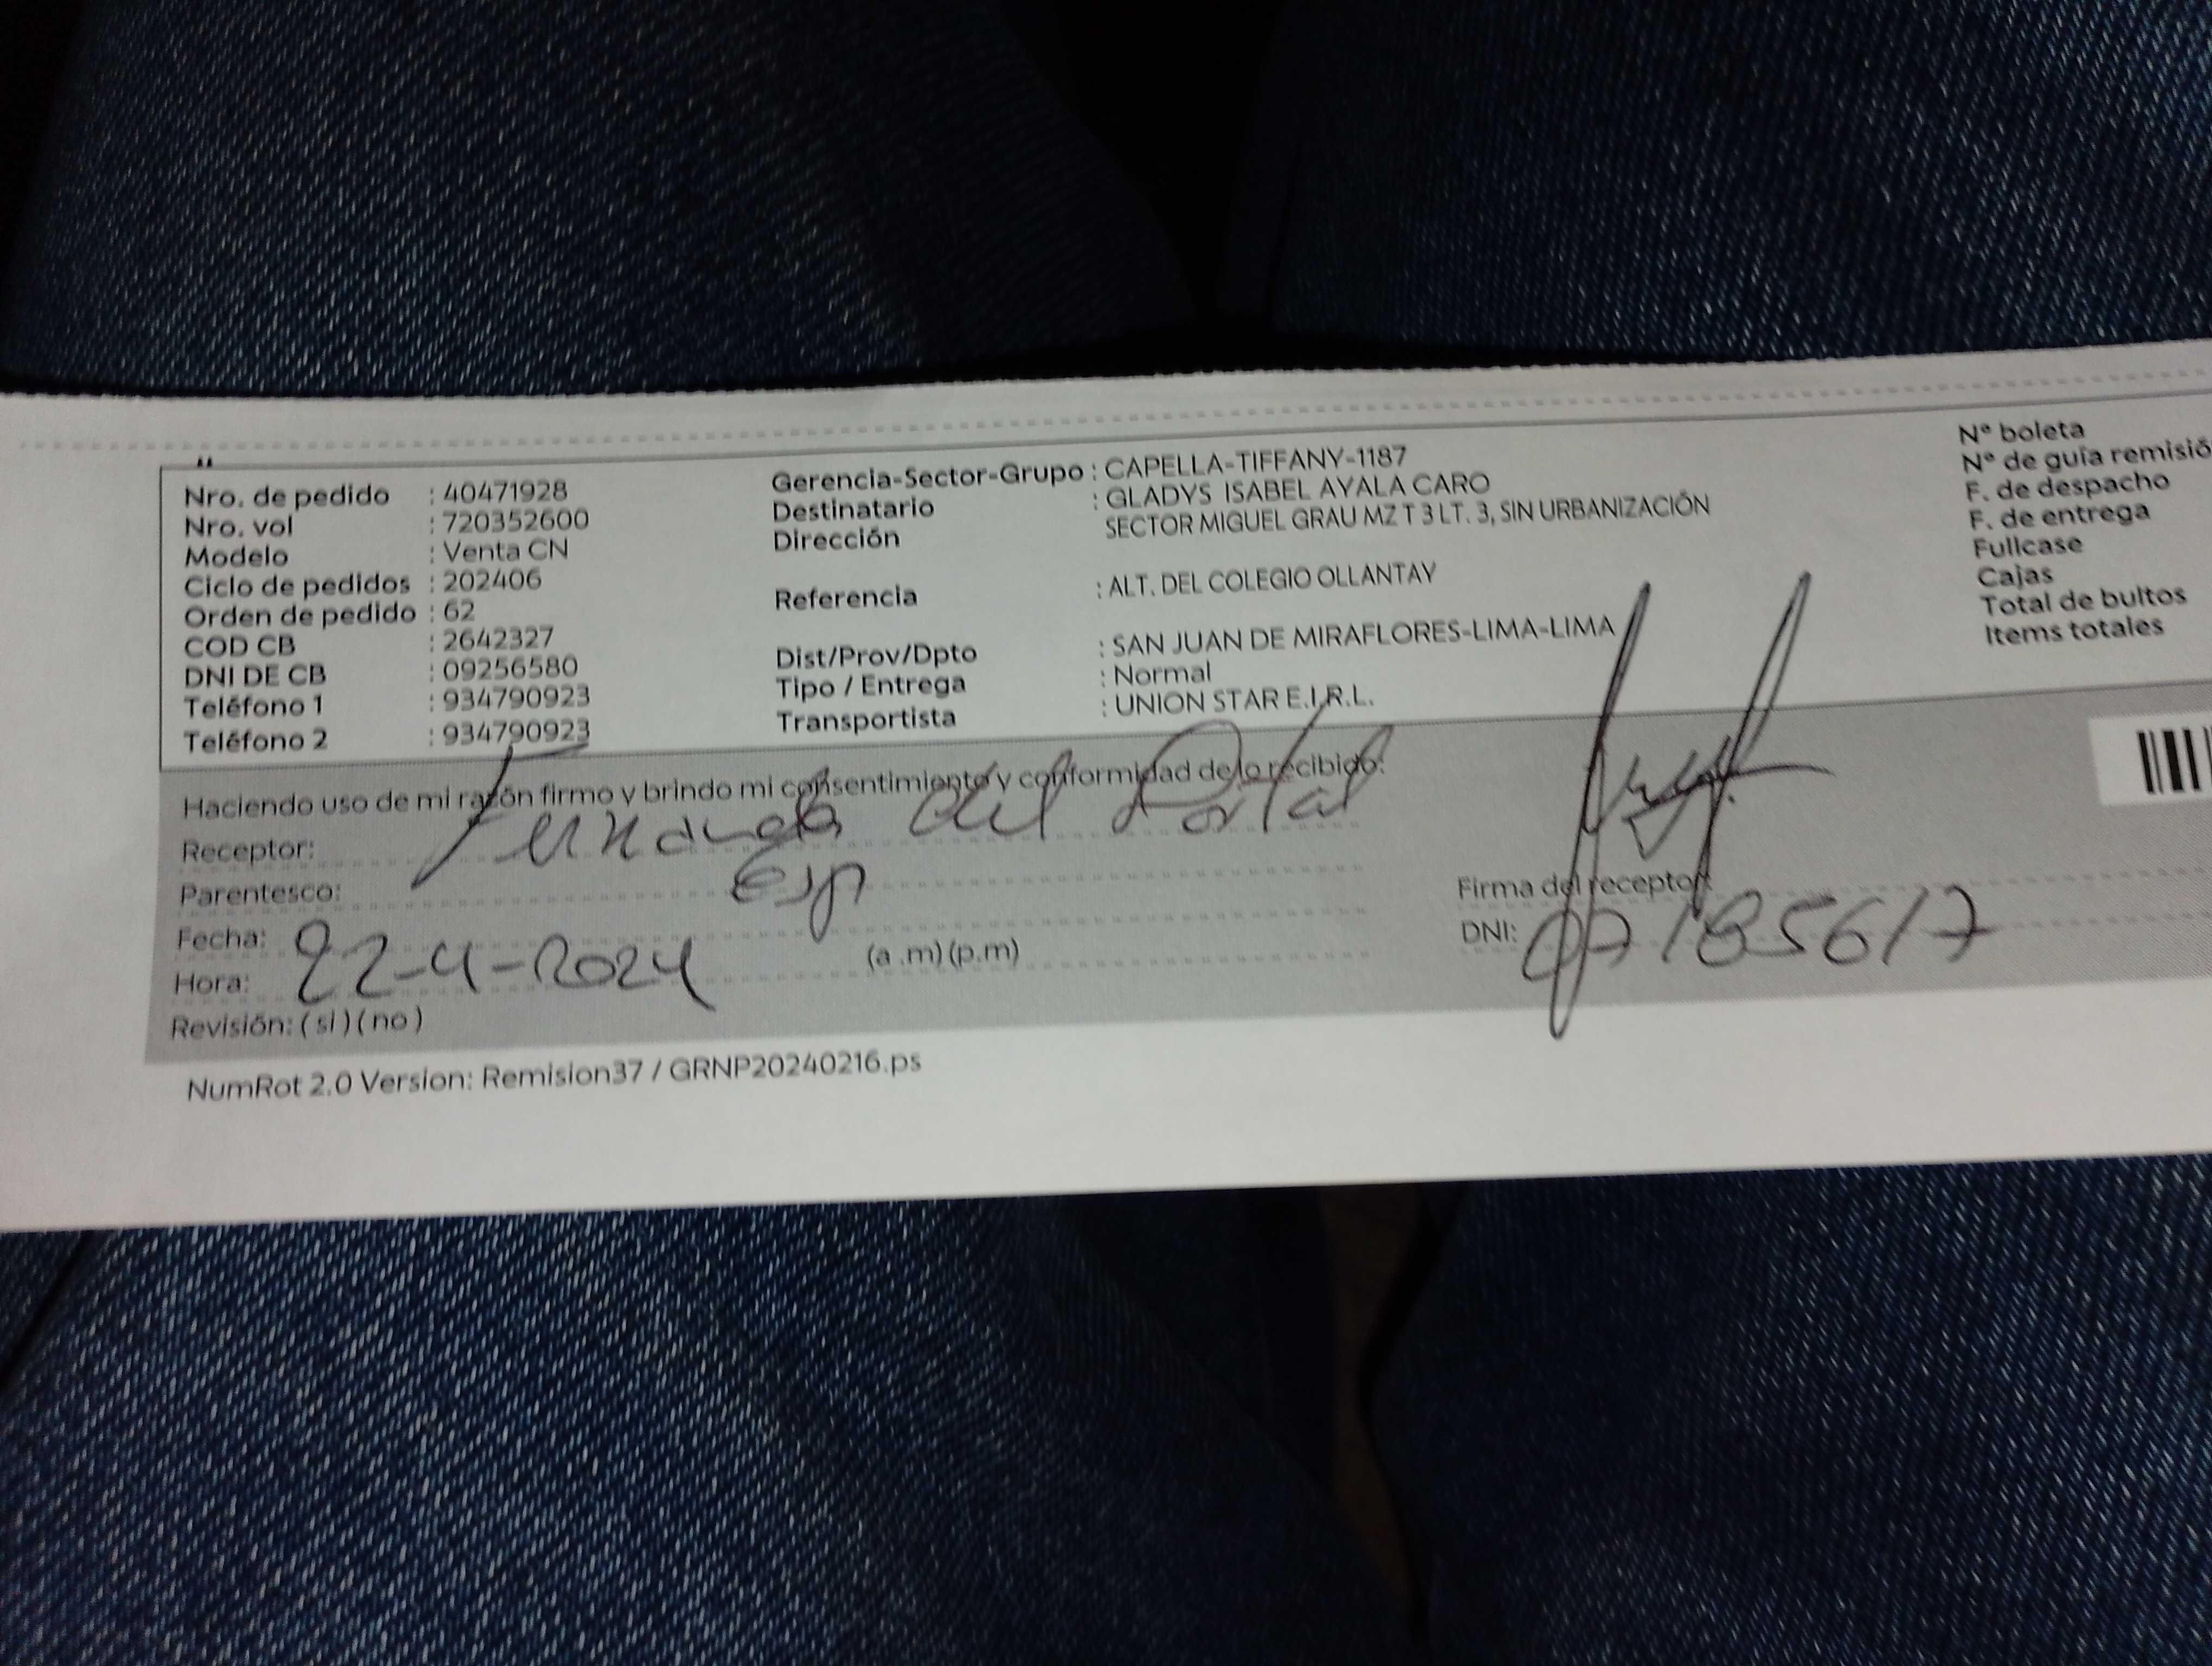 Nro. de pedido : 40471928
Nro. vol : 720352600
Modelo : Venta CN
Ciclo de pedidos : 202406
Orden de pedido : 62
COD CB : 2642327
DNI DE CB : 09256580
Teléfono 1 : 934790923
Teléfono 2 : 934790923
Gerencia-Sector-Grupo : CAPELLA-TIFFANY-1187
Destinatario : GLADYS ISABEL AYALA CARO
Dirección SECTOR MIGUEL GRAU MZ T 3 LT. 3, SIN URBANIZACIÓN
Referencia : ALT. DEL COLEGIO OLLANTAY
Dist/Prov/Dpto : SAN JUAN DE MIRAFLORES-LIMA-LIMA
Tipo / Entrega : Normal
Transportista : UNION STAR E.I.R.L.
Nº boleta
Nº de guía remisió
F. de despacho
F. de entrega
Fullcase
Cajas
Total de bultos
Items totales
Haciendo uso de mi razón firmo y brindo mi consentimiento y conformidad de lo recibido:
Receptor: del Portal
Parentesco: Esp
Fecha: 22-4-2024
Hora: (a .m) (p.m)
Revisión: ( si ) ( no )
Firma del receptor:
DNI: 07185617
NumRot 2.0 Version: Remision37 / GRNP20240216.ps